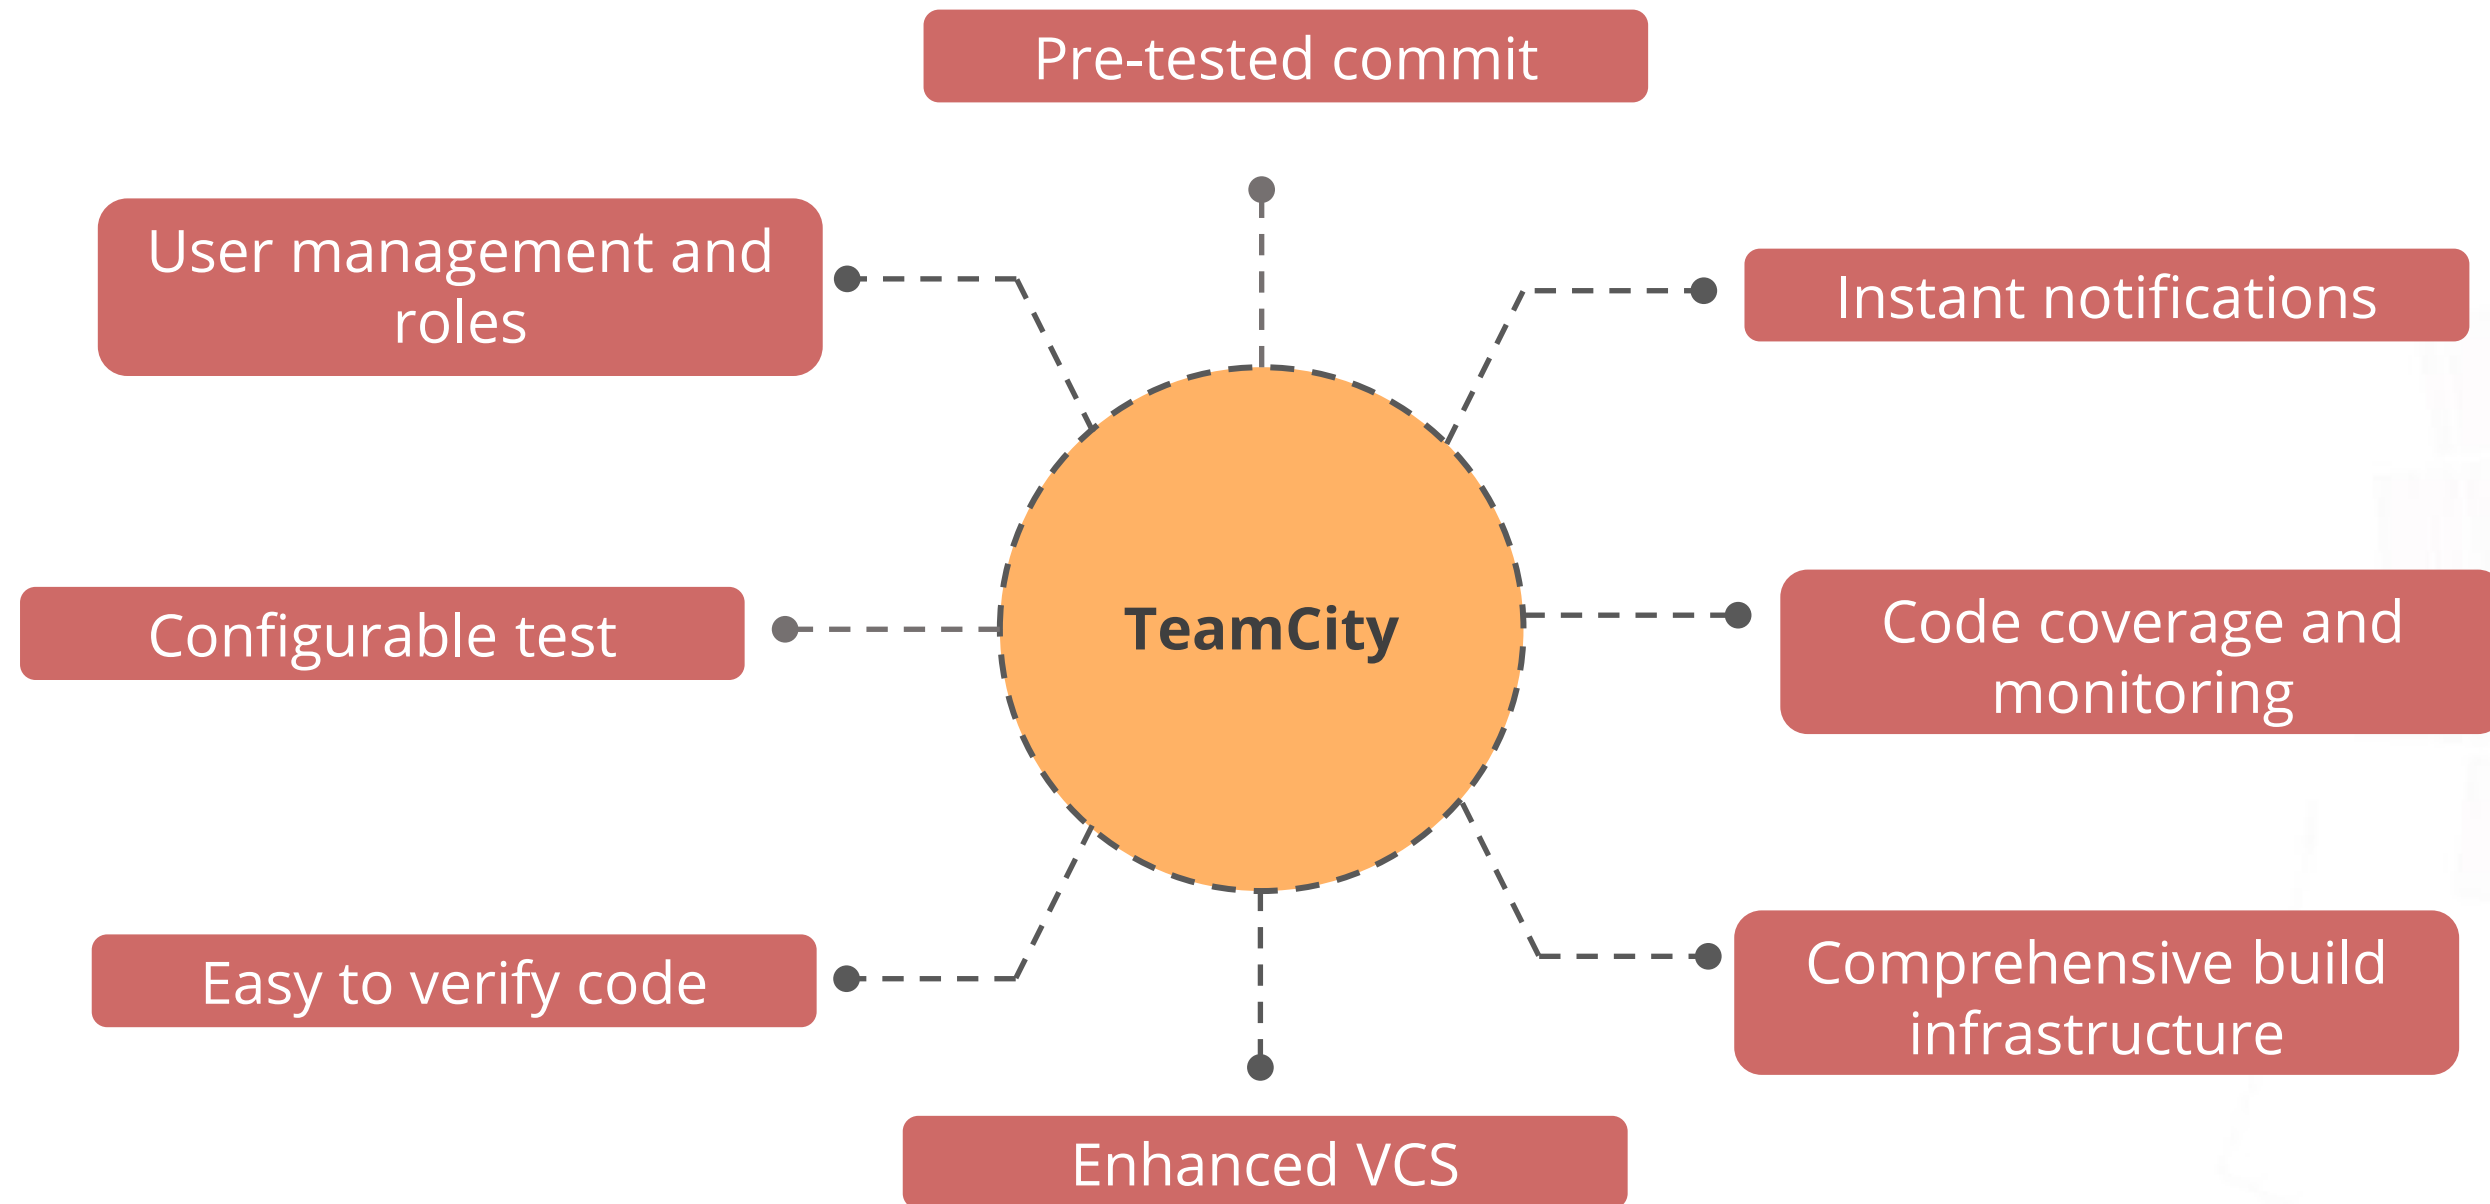 Pre-tested commit
User management and
roles
Instant notifications
Configurable test
TeamCity
Code coverage and
monitoring
Easy to verify code
Comprehensive build
infrastructure
Enhanced VCS